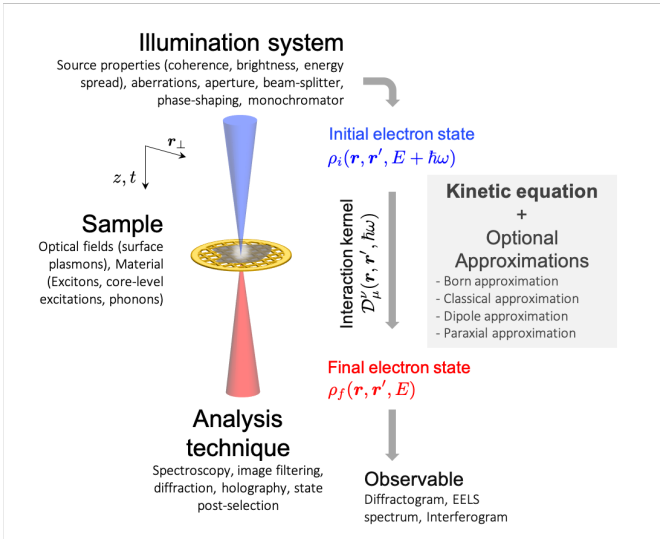 Illumination system
Source properties (coherence, brightness, energy
spread), aberrations, aperture, beam-splitter,
phase-shaping, monochromator
r⊥
z, t
Initial electron state
ρᵢ(r, r′, E + ħω)
Sample
Optical fields (surface
plasmons), Material
(Excitons, core-level
excitations, phonons)
Interaction kernel
𝒟ᵥμ(r, r′, ħω)
Kinetic equation
+
Optional
Approximations
- Born approximation
- Classical approximation
- Dipole approximation
- Paraxial approximation
Final electron state
ρ_f(r, r′, E)
Analysis
technique
Spectroscopy, image filtering,
diffraction, holography, state
post-selection
Observable
Diffractogram, EELS
spectrum, Interferogram